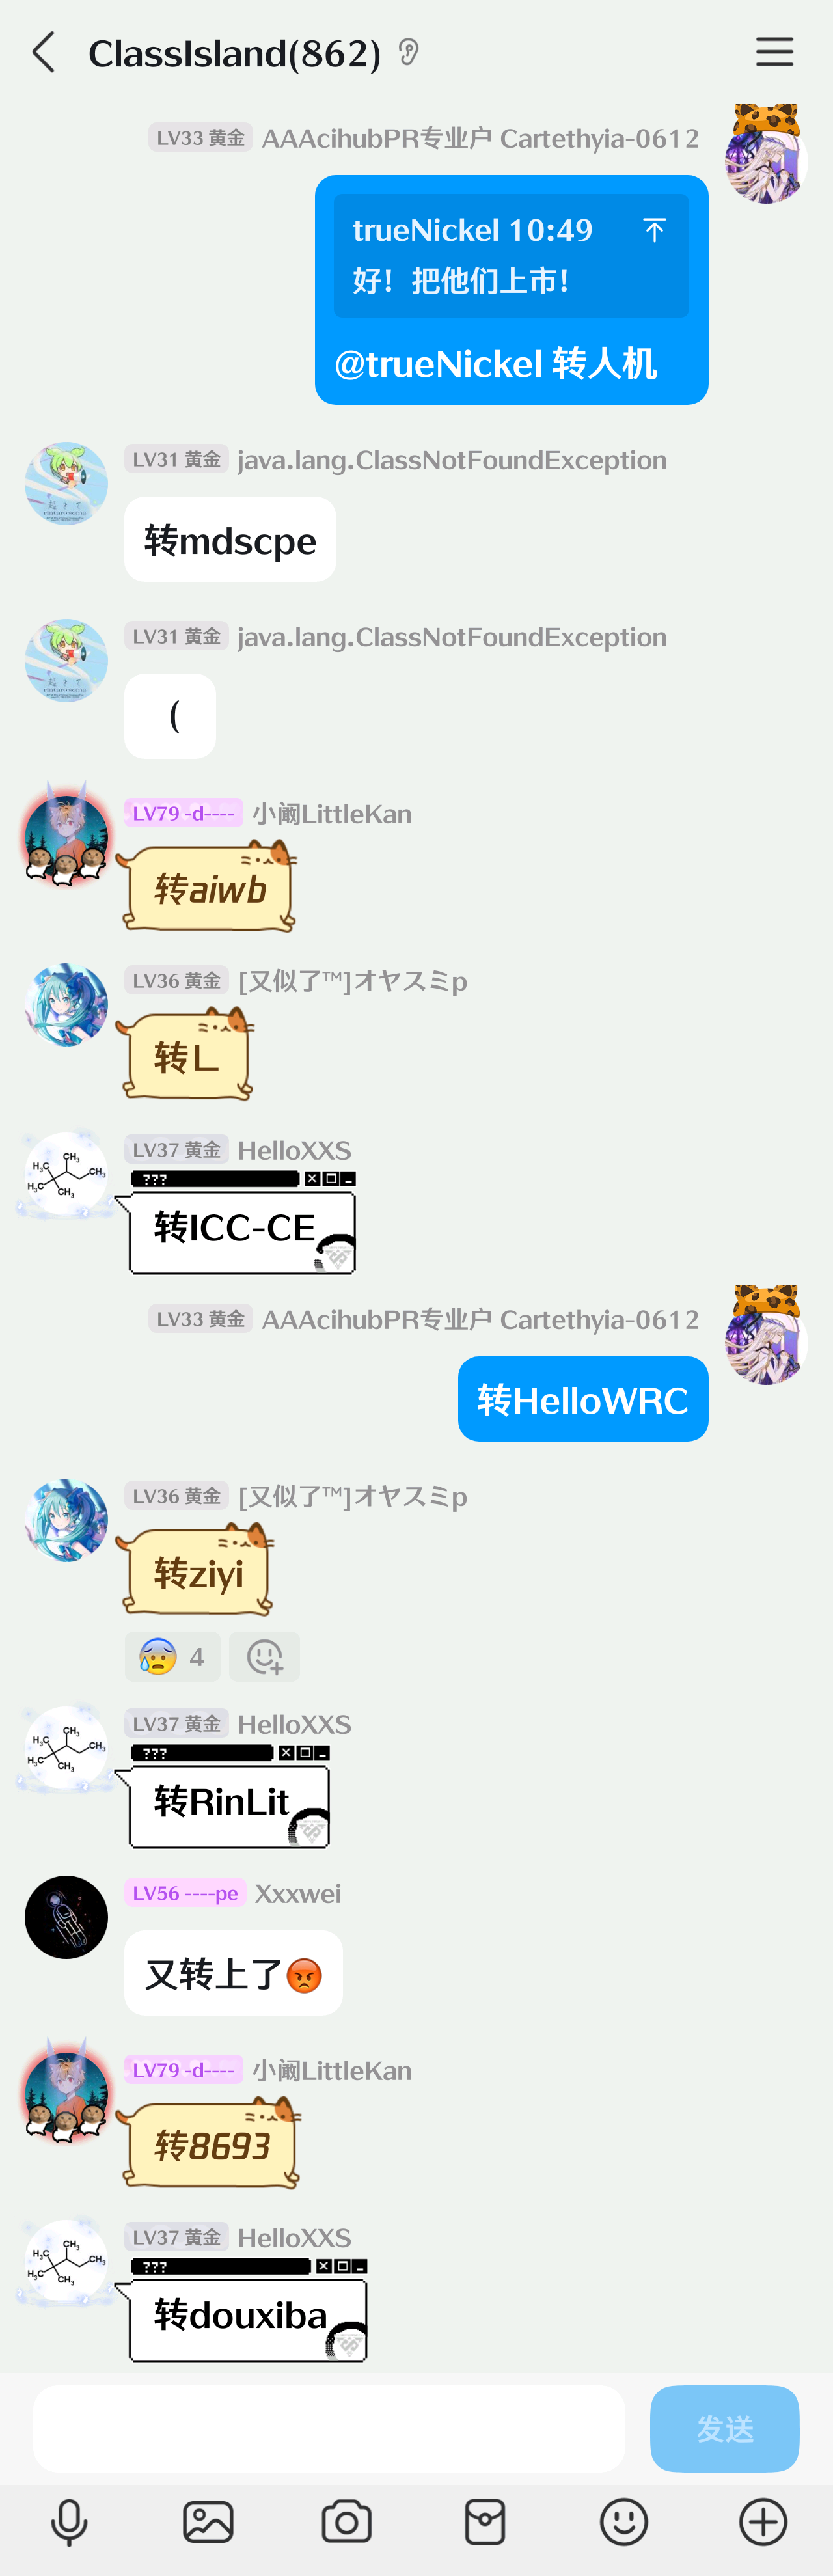 ClassIsland(862)
LV33 黄金 AAAcihubPR专业户 Cartethyia-0612
trueNickel 10:49
好！把他们上市！
@trueNickel 转人机
LV31 黄金 java.lang.ClassNotFoundException
转mdscpe
LV31 黄金 java.lang.ClassNotFoundException
（
LV79 -d---- 小阚LittleKan
转aiwb
LV36 黄金 [又似了™]オヤスミp
转L
LV37 黄金 HelloXXS
???
转ICC-CE
LV33 黄金 AAAcihubPR专业户 Cartethyia-0612
转HelloWRC
LV36 黄金 [又似了™]オヤスミp
转ziyi
😰 4
LV37 黄金 HelloXXS
???
转RinLit
LV56 ----pe Xxxwei
又转上了😡
LV79 -d---- 小阚LittleKan
转8693
LV37 黄金 HelloXXS
???
转douxiba
发送